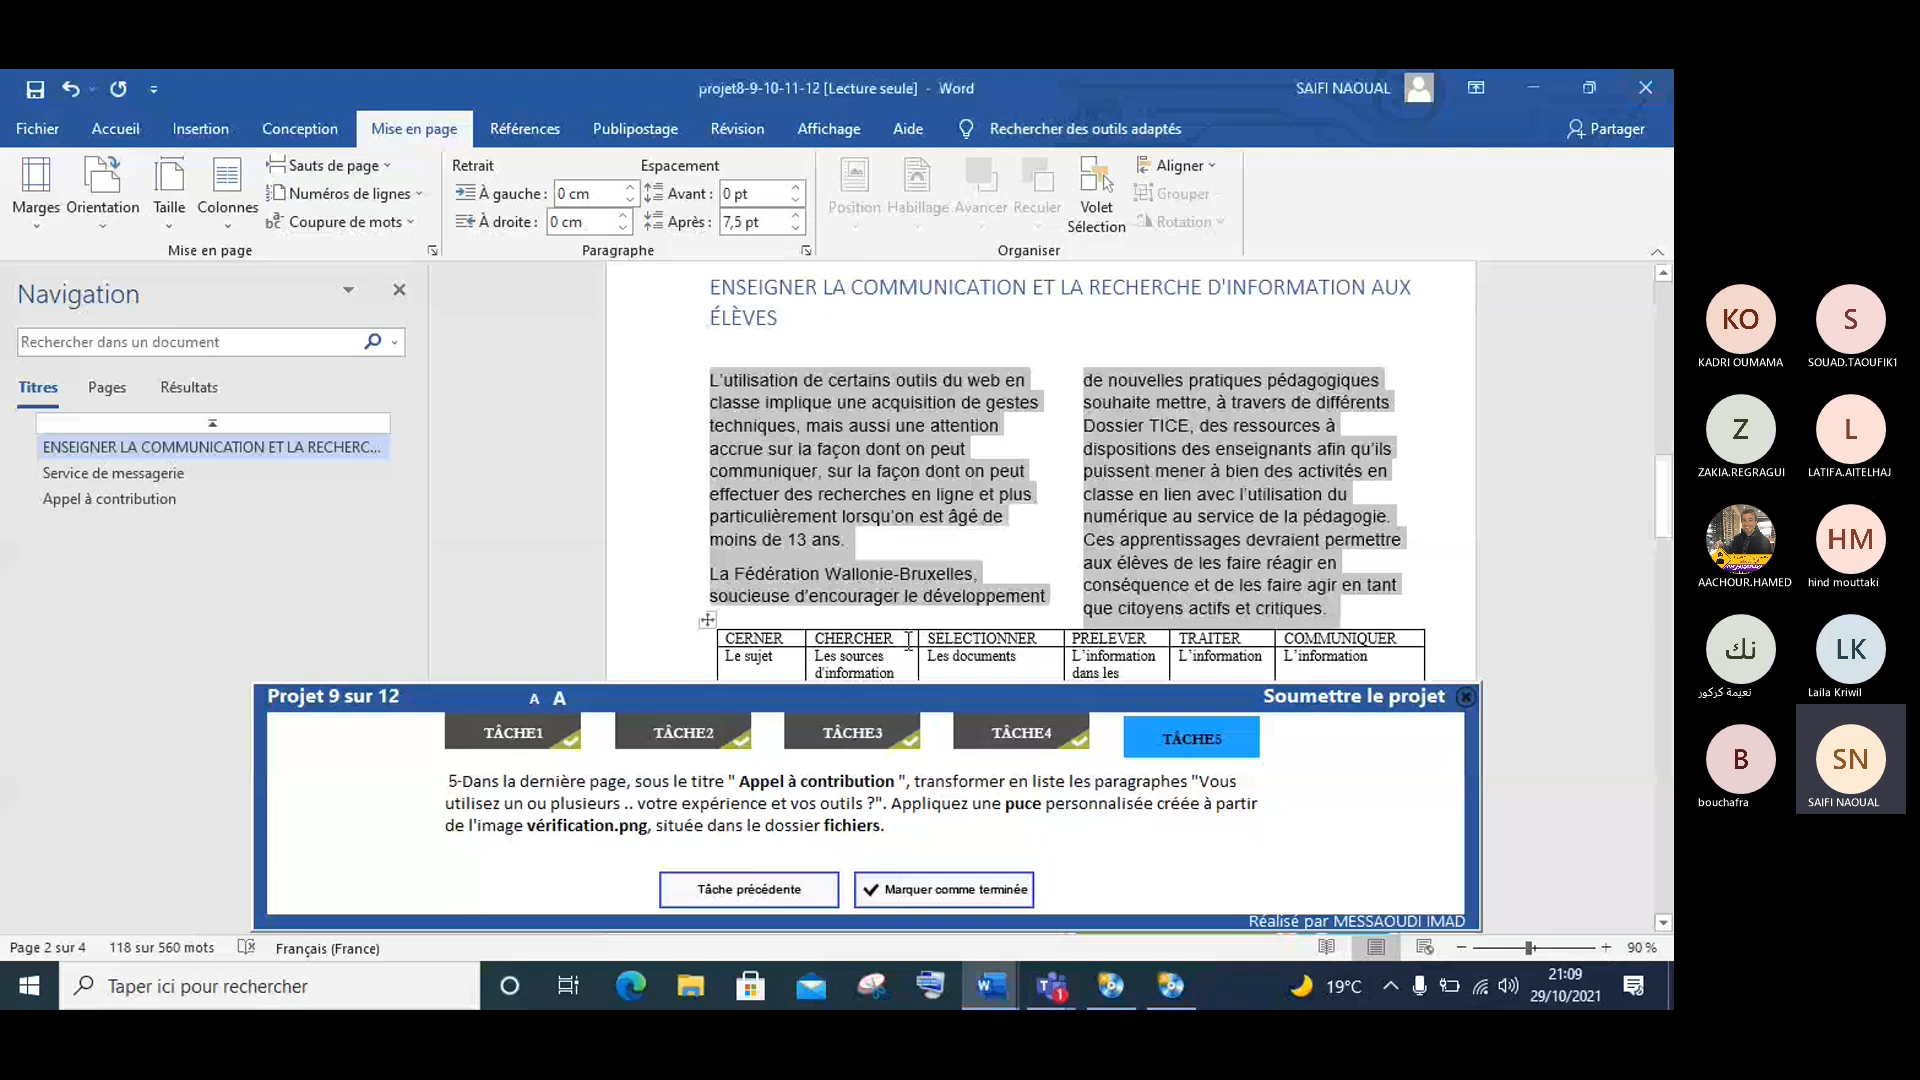 projet8-9-10-11-12 [Lecture seule] - Word
SAIFI NAOUAL
Fichier Accueil Insertion Conception Mise en page Références Publipostage Révision Affichage Aide Rechercher des outils adaptés Partager
Marges
Orientation
Taille
Colonnes
Sauts de page
Numéros de lignes
Coupure de mots
Mise en page
Retrait
À gauche : 0 cm
À droite : 0 cm
Espacement
Avant : 0 pt
Après : 7,5 pt
Paragraphe
Position
Habillage
Avancer
Reculer
Volet
Sélection
Aligner
Grouper
Rotation
Organiser
Navigation
Rechercher dans un document
Titres Pages Résultats
ENSEIGNER LA COMMUNICATION ET LA RECHERC...
Service de messagerie
Appel à contribution
ENSEIGNER LA COMMUNICATION ET LA RECHERCHE D'INFORMATION AUX
ÉLÈVES
L'utilisation de certains outils du web en
classe implique une acquisition de gestes
techniques, mais aussi une attention
accrue sur la façon dont on peut
communiquer, sur la façon dont on peut
effectuer des recherches en ligne et plus
particulièrement lorsqu'on est âgé de
moins de 13 ans.
La Fédération Wallonie-Bruxelles,
soucieuse d'encourager le développement
de nouvelles pratiques pédagogiques
souhaite mettre, à travers de différents
Dossier TICE, des ressources à
dispositions des enseignants afin qu'ils
puissent mener à bien des activités en
classe en lien avec l'utilisation du
numérique au service de la pédagogie.
Ces apprentissages devraient permettre
aux élèves de les faire réagir en
conséquence et de les faire agir en tant
que citoyens actifs et critiques.
CERNER CHERCHER SÉLECTIONNER PRÉLEVER TRAITER COMMUNIQUER
Le sujet Les sources Les documents L'information L'information L'information
d'information dans les
Projet 9 sur 12
A A
Soumettre le projet
TÂCHE1 TÂCHE2 TÂCHE3 TÂCHE4 TÂCHE5
5-Dans la dernière page, sous le titre " Appel à contribution ", transformer en liste les paragraphes "Vous
utilisez un ou plusieurs .. votre expérience et vos outils ?". Appliquez une puce personnalisée créée à partir
de l'image vérification.png, située dans le dossier fichiers.
Tâche précédente
Marquer comme terminée
Réalisé par MESSAOUDI IMAD
Page 2 sur 4 118 sur 560 mots Français (France)
90 %
Taper ici pour rechercher
1
19°C
21:09
29/10/2021
KO
KADRI OUMAMA
S
SOUAD.TAOUFIK1
Z
ZAKIA.REGRAGUI
L
LATIFA.AITELHAJ
AACHOUR.HAMED
HM
hind mouttaki
نك
نعيمة كركور
LK
Laila Kriwil
B
bouchafra
SN
SAIFI NAOUAL